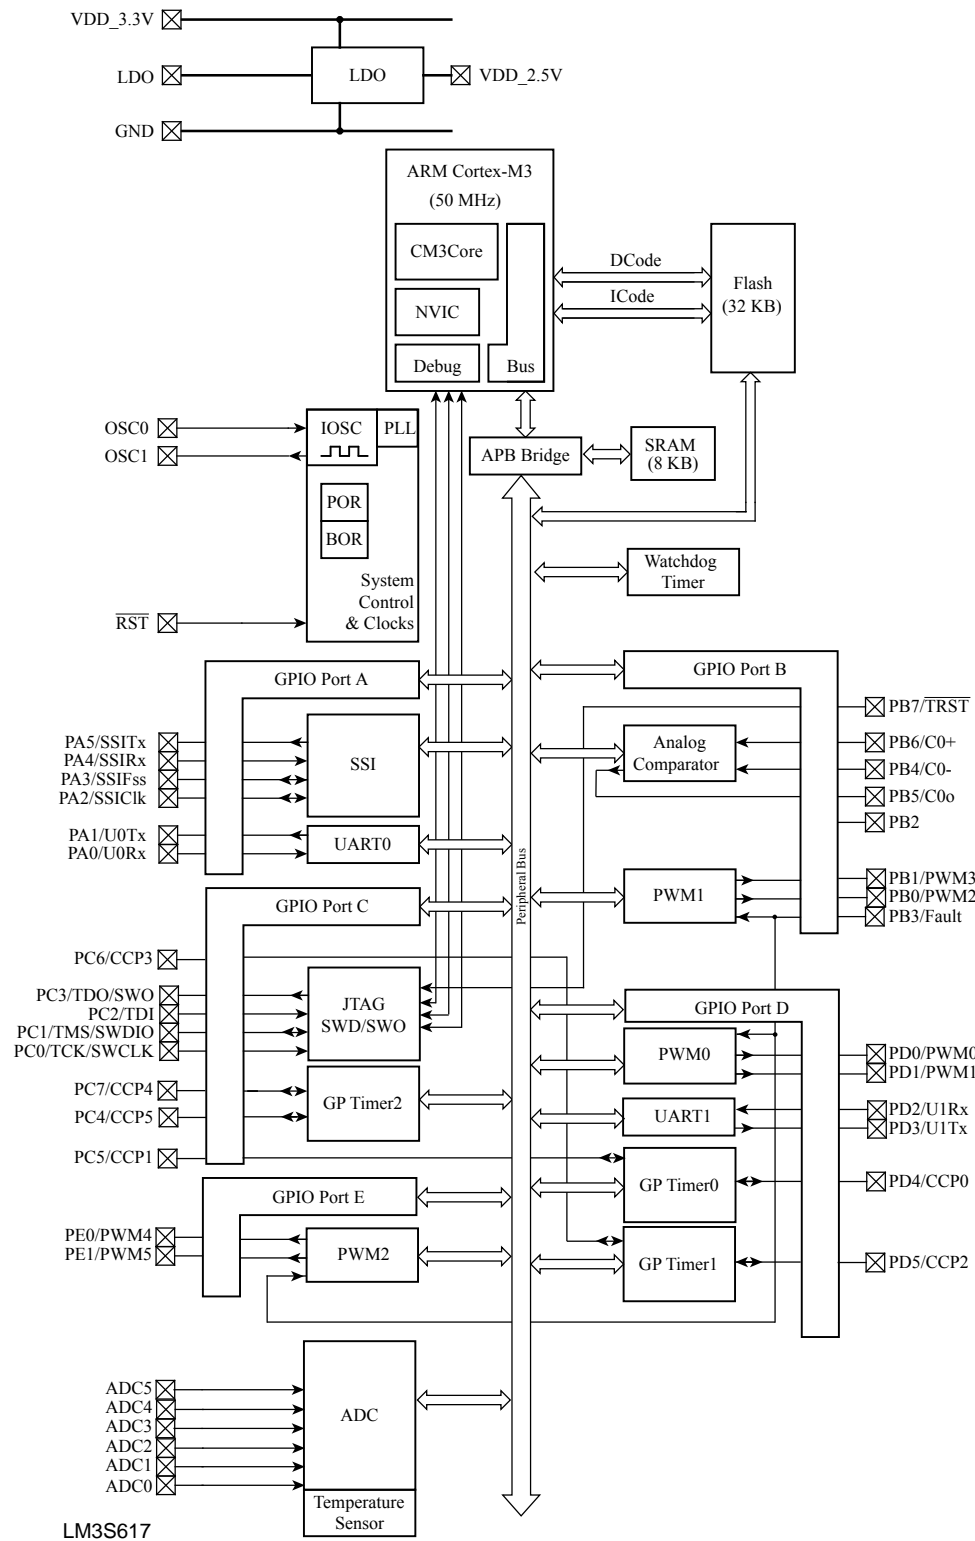 VDD_3.3V
LDO
LDO
VDD_2.5V
GND
ARM Cortex-M3
(50 MHz)
CM3Core
NVIC
Debug
Bus
DCode
ICode
Flash
(32 KB)
OSC0
OSC1
IOSC
PLL
POR
BOR
System
Control
& Clocks
RST
APB Bridge
SRAM
(8 KB)
Watchdog
Timer
Peripheral Bus
GPIO Port A
PA5/SSITx
PA4/SSIRx
PA3/SSIFss
PA2/SSIClk
SSI
PA1/U0Tx
PA0/U0Rx
UART0
GPIO Port B
PB7/TRST
Analog
Comparator
PB6/C0+
PB4/C0-
PB5/C0o
PB2
PWM1
PB1/PWM3
PB0/PWM2
PB3/Fault
GPIO Port C
PC6/CCP3
PC3/TDO/SWO
PC2/TDI
PC1/TMS/SWDIO
PC0/TCK/SWCLK
JTAG
SWD/SWO
PC7/CCP4
PC4/CCP5
GP Timer2
PC5/CCP1
GPIO Port D
PWM0
PD0/PWM0
PD1/PWM1
UART1
PD2/U1Rx
PD3/U1Tx
GP Timer0
PD4/CCP0
GP Timer1
PD5/CCP2
GPIO Port E
PE0/PWM4
PE1/PWM5
PWM2
ADC5
ADC4
ADC3
ADC2
ADC1
ADC0
ADC
Temperature
Sensor
LM3S617